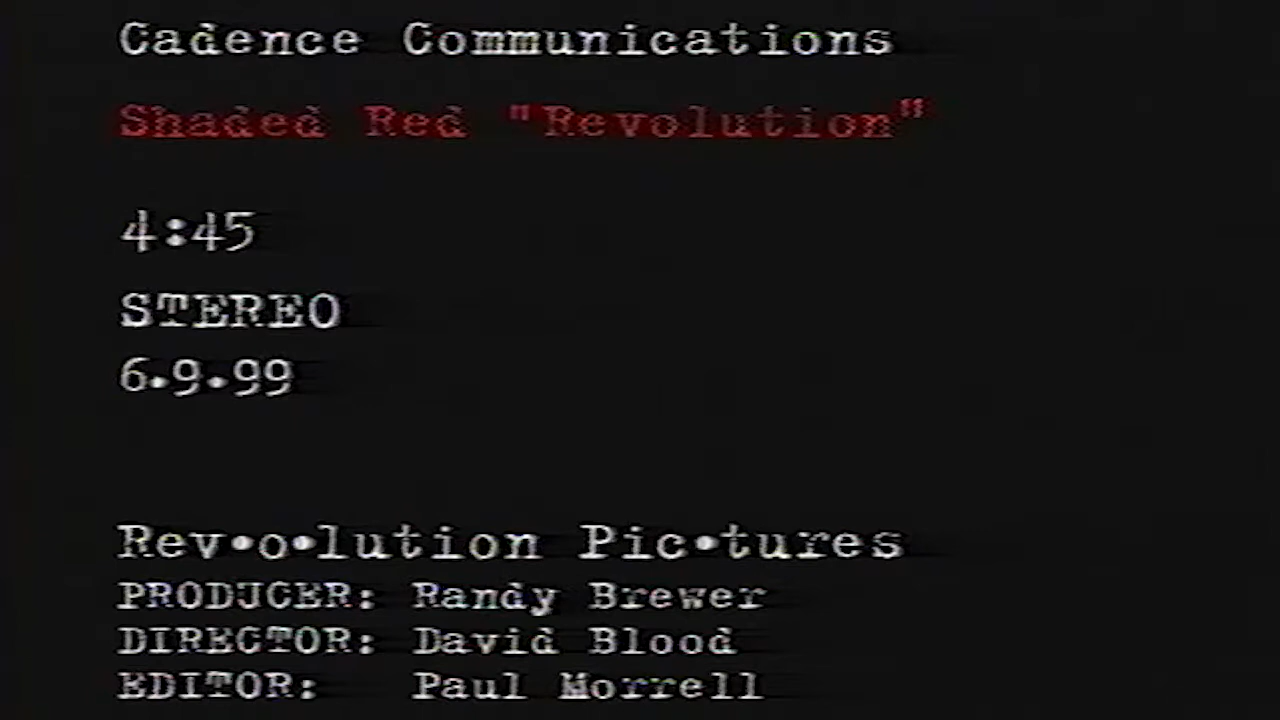 Cadence Communications
Shaded Red "Revolution"
4:45
STEREO
6.9.99
Rev•o•lution Pic•tures
PRODUCER: Randy Brewer
DIRECTOR: David Blood
EDITOR: Paul Morrell